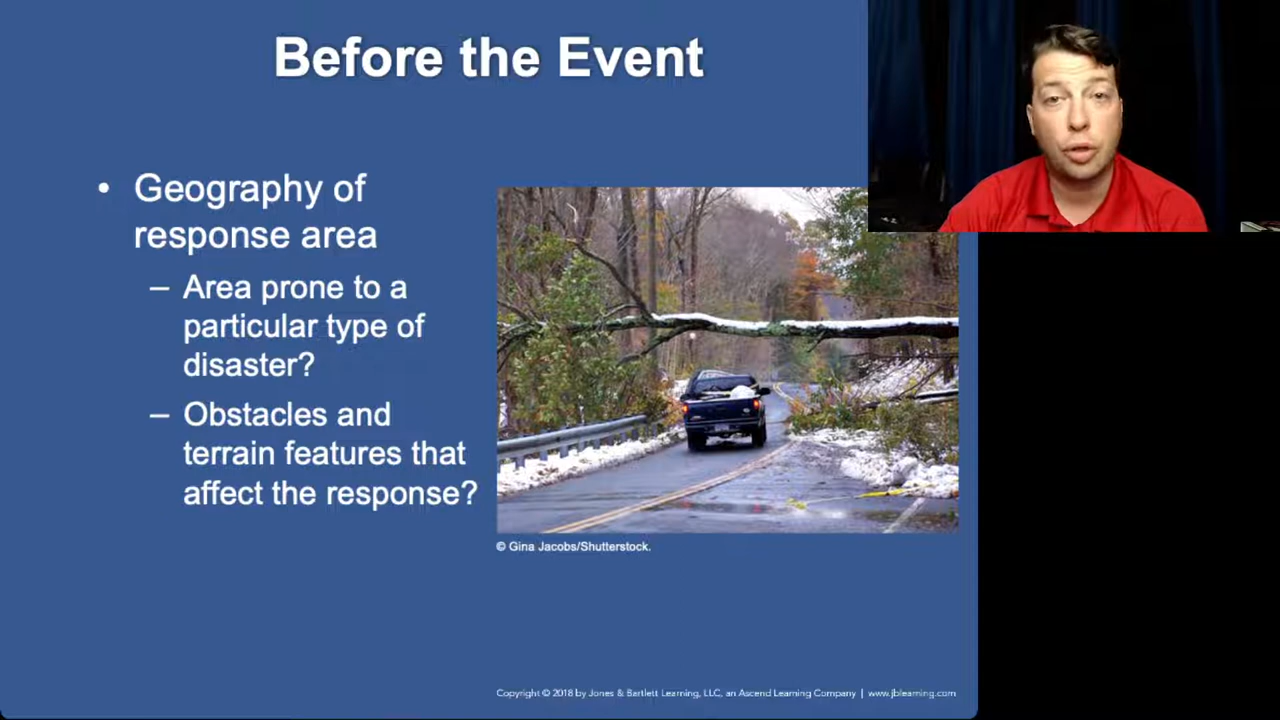 Before the Event
• Geography of
response area
– Area prone to a
particular type of
disaster?
– Obstacles and
terrain features that
affect the response?
© Gina Jacobs/Shutterstock.
Copyright © 2018 by Jones & Bartlett Learning, LLC, an Ascend Learning Company | www.jblearning.com